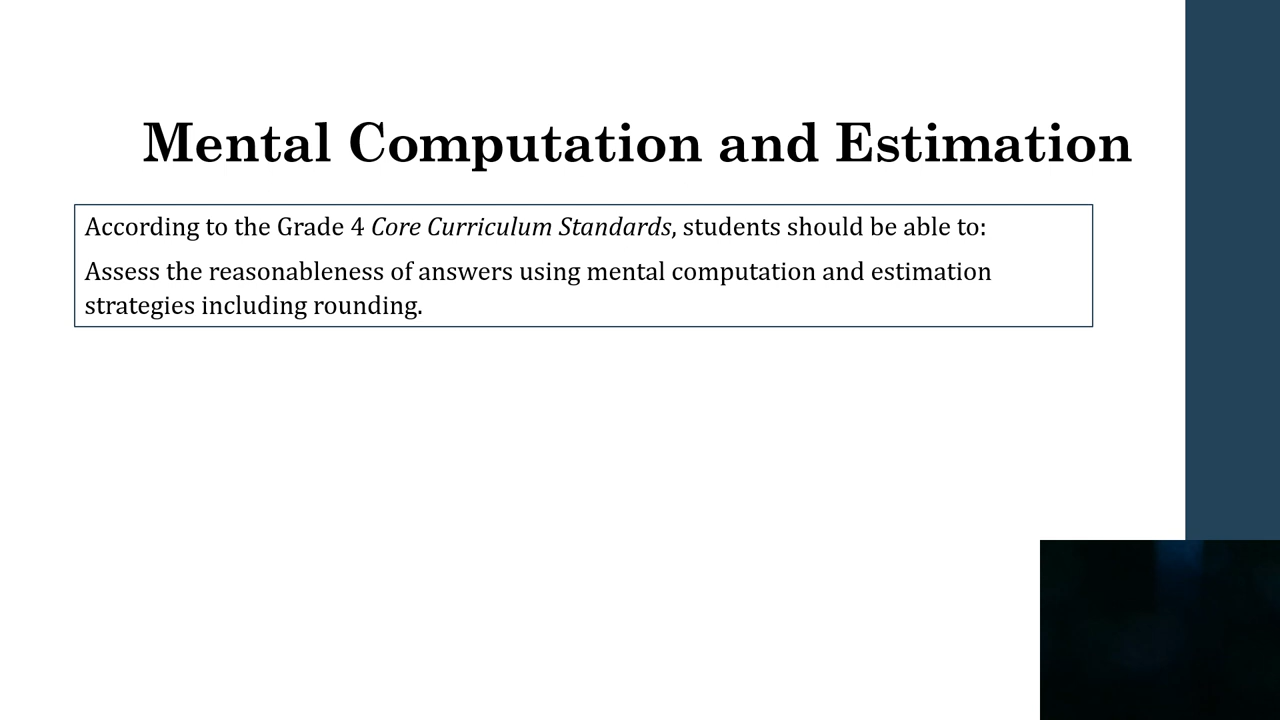 Mental Computation and Estimation
According to the Grade 4 Core Curriculum Standards, students should be able to:
Assess the reasonableness of answers using mental computation and estimation
strategies including rounding.